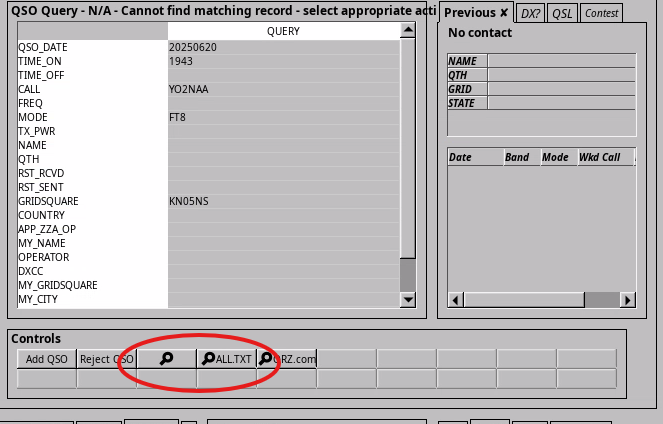 QSO Query - N/A - Cannot find matching record - select appropriate acti
QUERY
QSO_DATE 20250620
TIME_ON 1943
TIME_OFF
CALL YO2NAA
FREQ
MODE FT8
TX_PWR
NAME
QTH
RST_RCVD
RST_SENT
GRIDSQUARE KN05NS
COUNTRY
APP_ZZA_OP
MY_NAME
OPERATOR
DXCC
MY_GRIDSQUARE
MY_CITY
Previous ✘ DX? QSL Contest
No contact
NAME
QTH
GRID
STATE
Date Band Mode Wkd Call
Controls
Add QSO Reject QSO ALL.TXT QRZ.com